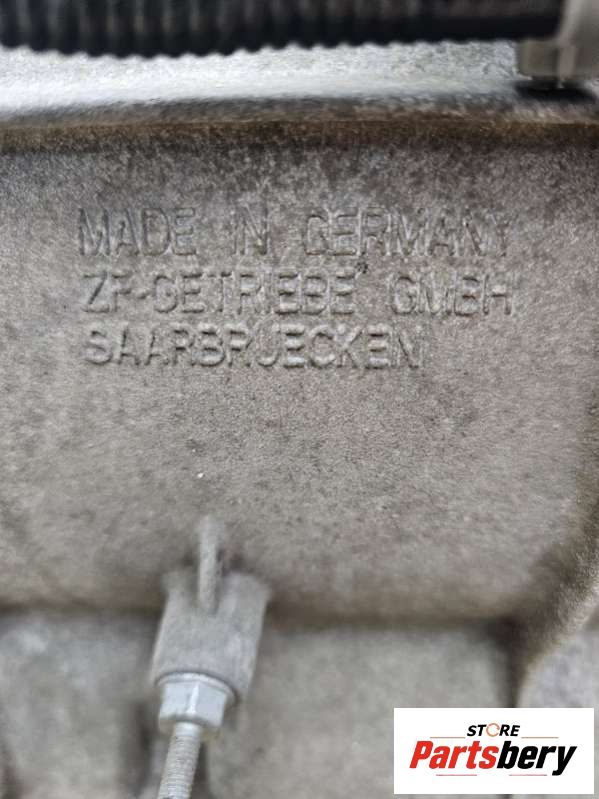 MADE IN GERMANY
ZF-GETRIEBE GMBH
SAARBRUECKEN
STORE
Partsbery